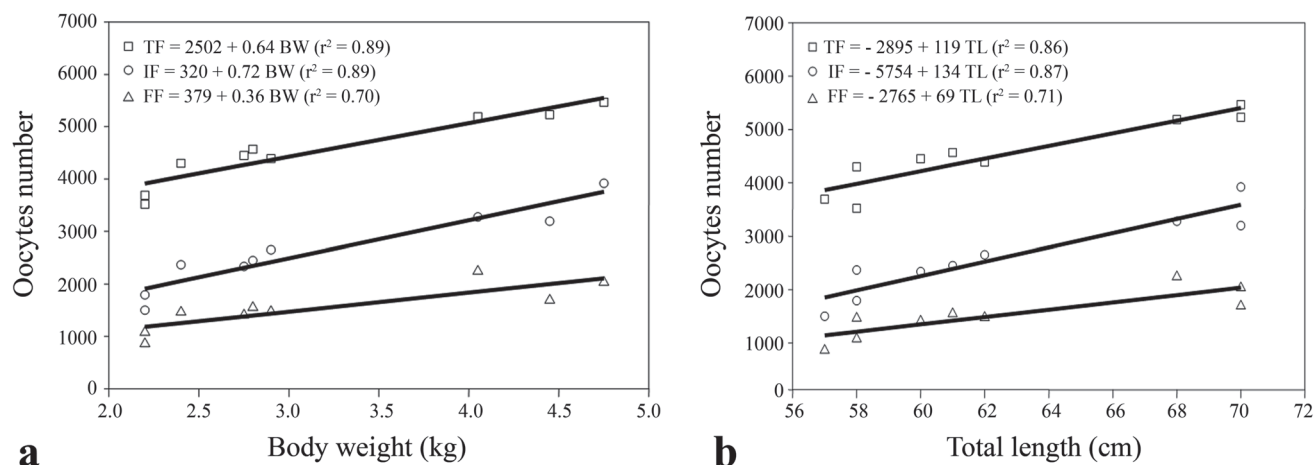 7000
6000
5000
4000
3000
2000
1000
0
Oocytes number
TF = 2502 + 0.64 BW (r² = 0.89)
IF = 320 + 0.72 BW (r² = 0.89)
FF = 379 + 0.36 BW (r² = 0.70)
2.0 2.5 3.0 3.5 4.0 4.5 5.0
Body weight (kg)
a
7000
6000
5000
4000
3000
2000
1000
0
Oocytes number
TF = - 2895 + 119 TL (r² = 0.86)
IF = - 5754 + 134 TL (r² = 0.87)
FF = - 2765 + 69 TL (r² = 0.71)
56 58 60 62 64 66 68 70 72
Total length (cm)
b